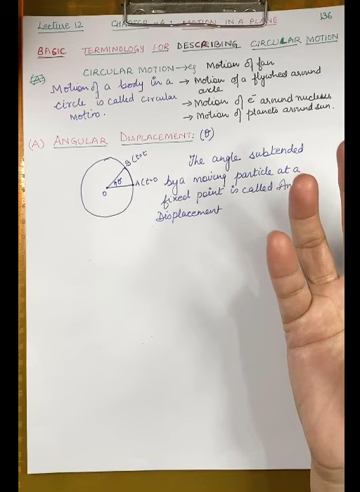 Lecture 12 CHAPTER 4(b): MOTION IN A PLANE 136
BASIC TERMINOLOGY FOR DESCRIBING CIRCULAR MOTION
CIRCULAR MOTION → eg Motion of fan
Motion of a body in a → Motion of a flywheel around
circle is called circular axle
motion. → Motion of e⁻ around nucleus
→ Motion of planets around sun.
(A) ANGULAR DISPLACEMENT: (θ)
B(t=t
θ A(t=0
O
The angle subtended
by a moving particle at a
fixed point is called
Displacement